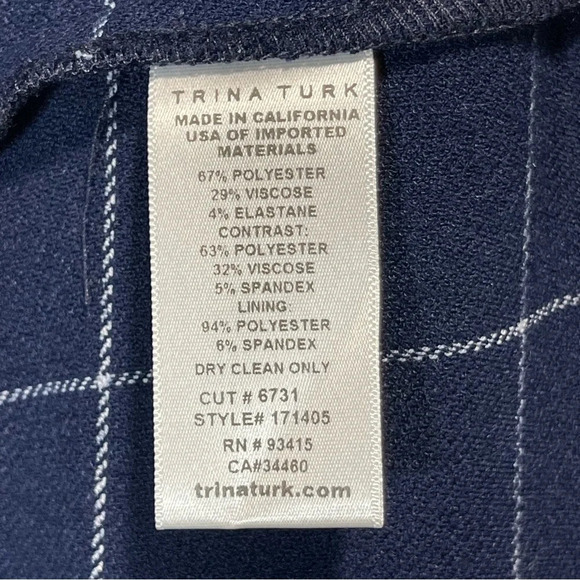 TRINA TURK
MADE IN CALIFORNIA
USA OF IMPORTED
MATERIALS
67% POLYESTER
29% VISCOSE
4% ELASTANE
CONTRAST:
63% POLYESTER
32% VISCOSE
5% SPANDEX
LINING:
94% POLYESTER
6% SPANDEX
DRY CLEAN ONLY
CUT # 6731
STYLE# 171405
RN # 93415
CA#34460
trinaturk.com